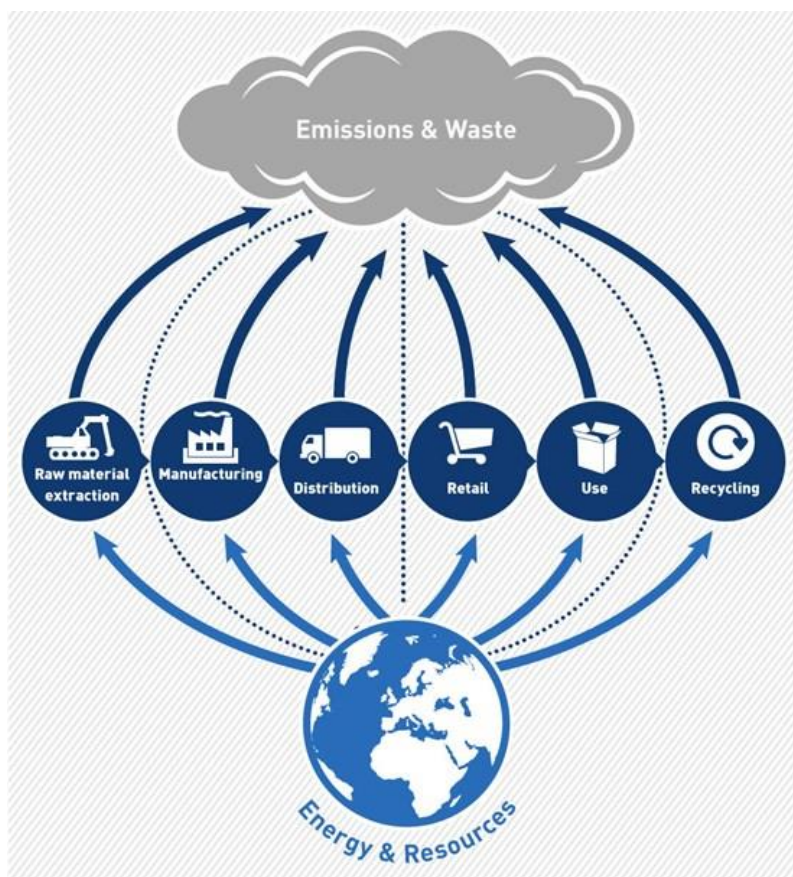 Emissions & Waste
Raw material
extraction
Manufacturing
Distribution
Retail
Use
Recycling
Energy & Resources